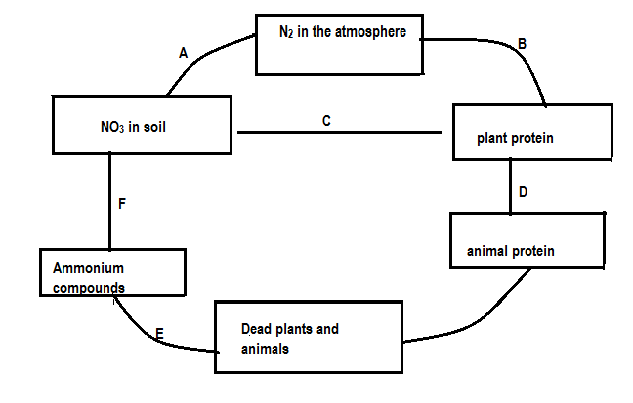 N2 in the atmosphere
A
B
NO3 in soil
C
plant protein
D
F
animal protein
Ammonium
compounds
Dead plants and
animals
E